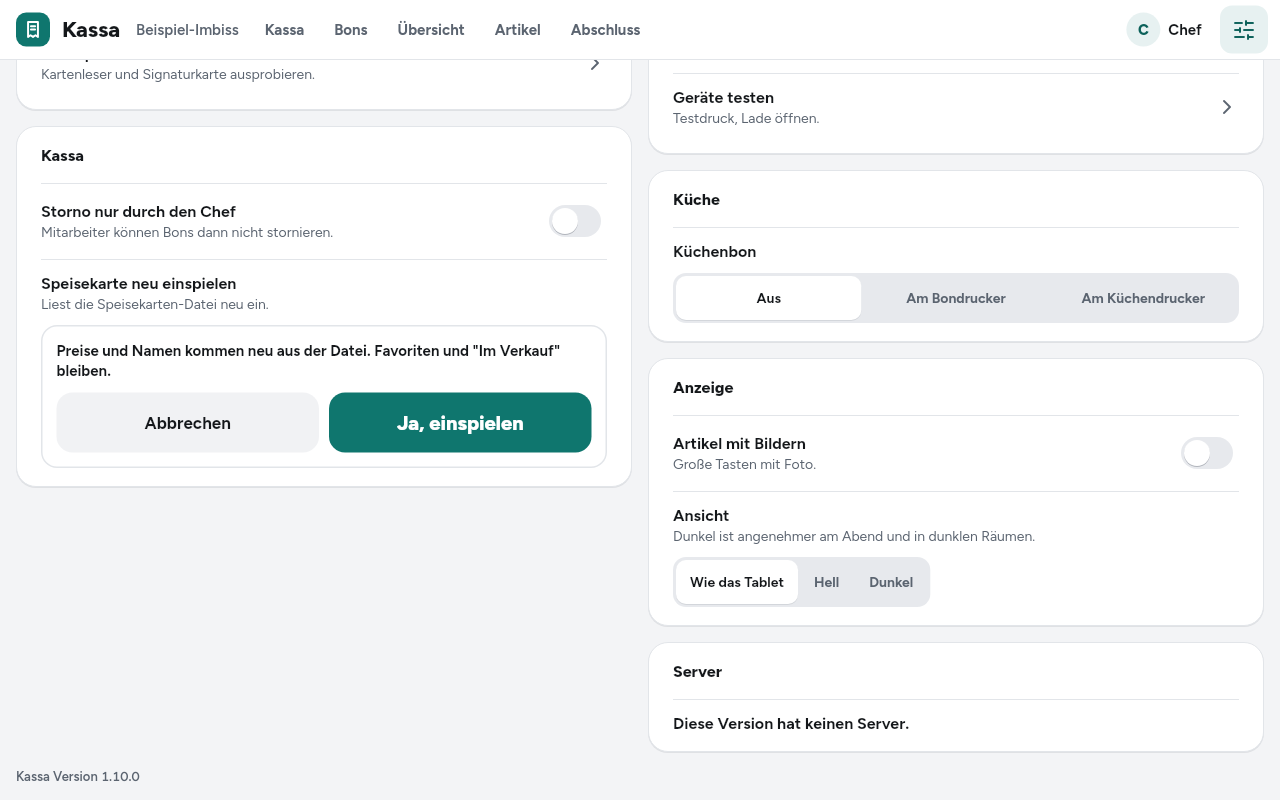 Kassa
Beispiel-Imbiss
Kassa
Bons
Übersicht
Artikel
Abschluss
C
Chef
Kartenleser und Signaturkarte ausprobieren.
Kassa
Storno nur durch den Chef
Mitarbeiter können Bons dann nicht stornieren.
Speisekarte neu einspielen
Liest die Speisekarten-Datei neu ein.
Preise und Namen kommen neu aus der Datei. Favoriten und "Im Verkauf"
bleiben.
Abbrechen
Ja, einspielen
Geräte testen
Testdruck, Lade öffnen.
Küche
Küchenbon
Aus
Am Bondrucker
Am Küchendrucker
Anzeige
Artikel mit Bildern
Große Tasten mit Foto.
Ansicht
Dunkel ist angenehmer am Abend und in dunklen Räumen.
Wie das Tablet
Hell
Dunkel
Server
Diese Version hat keinen Server.
Kassa Version 1.10.0